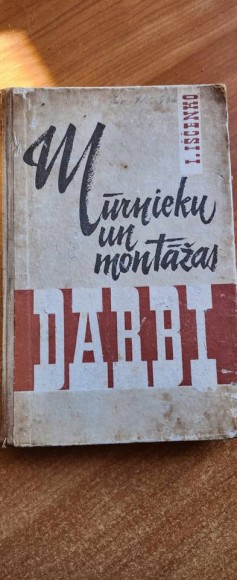 I. IŠČENKO
Mūrnieku
un
montāžas
DARBI